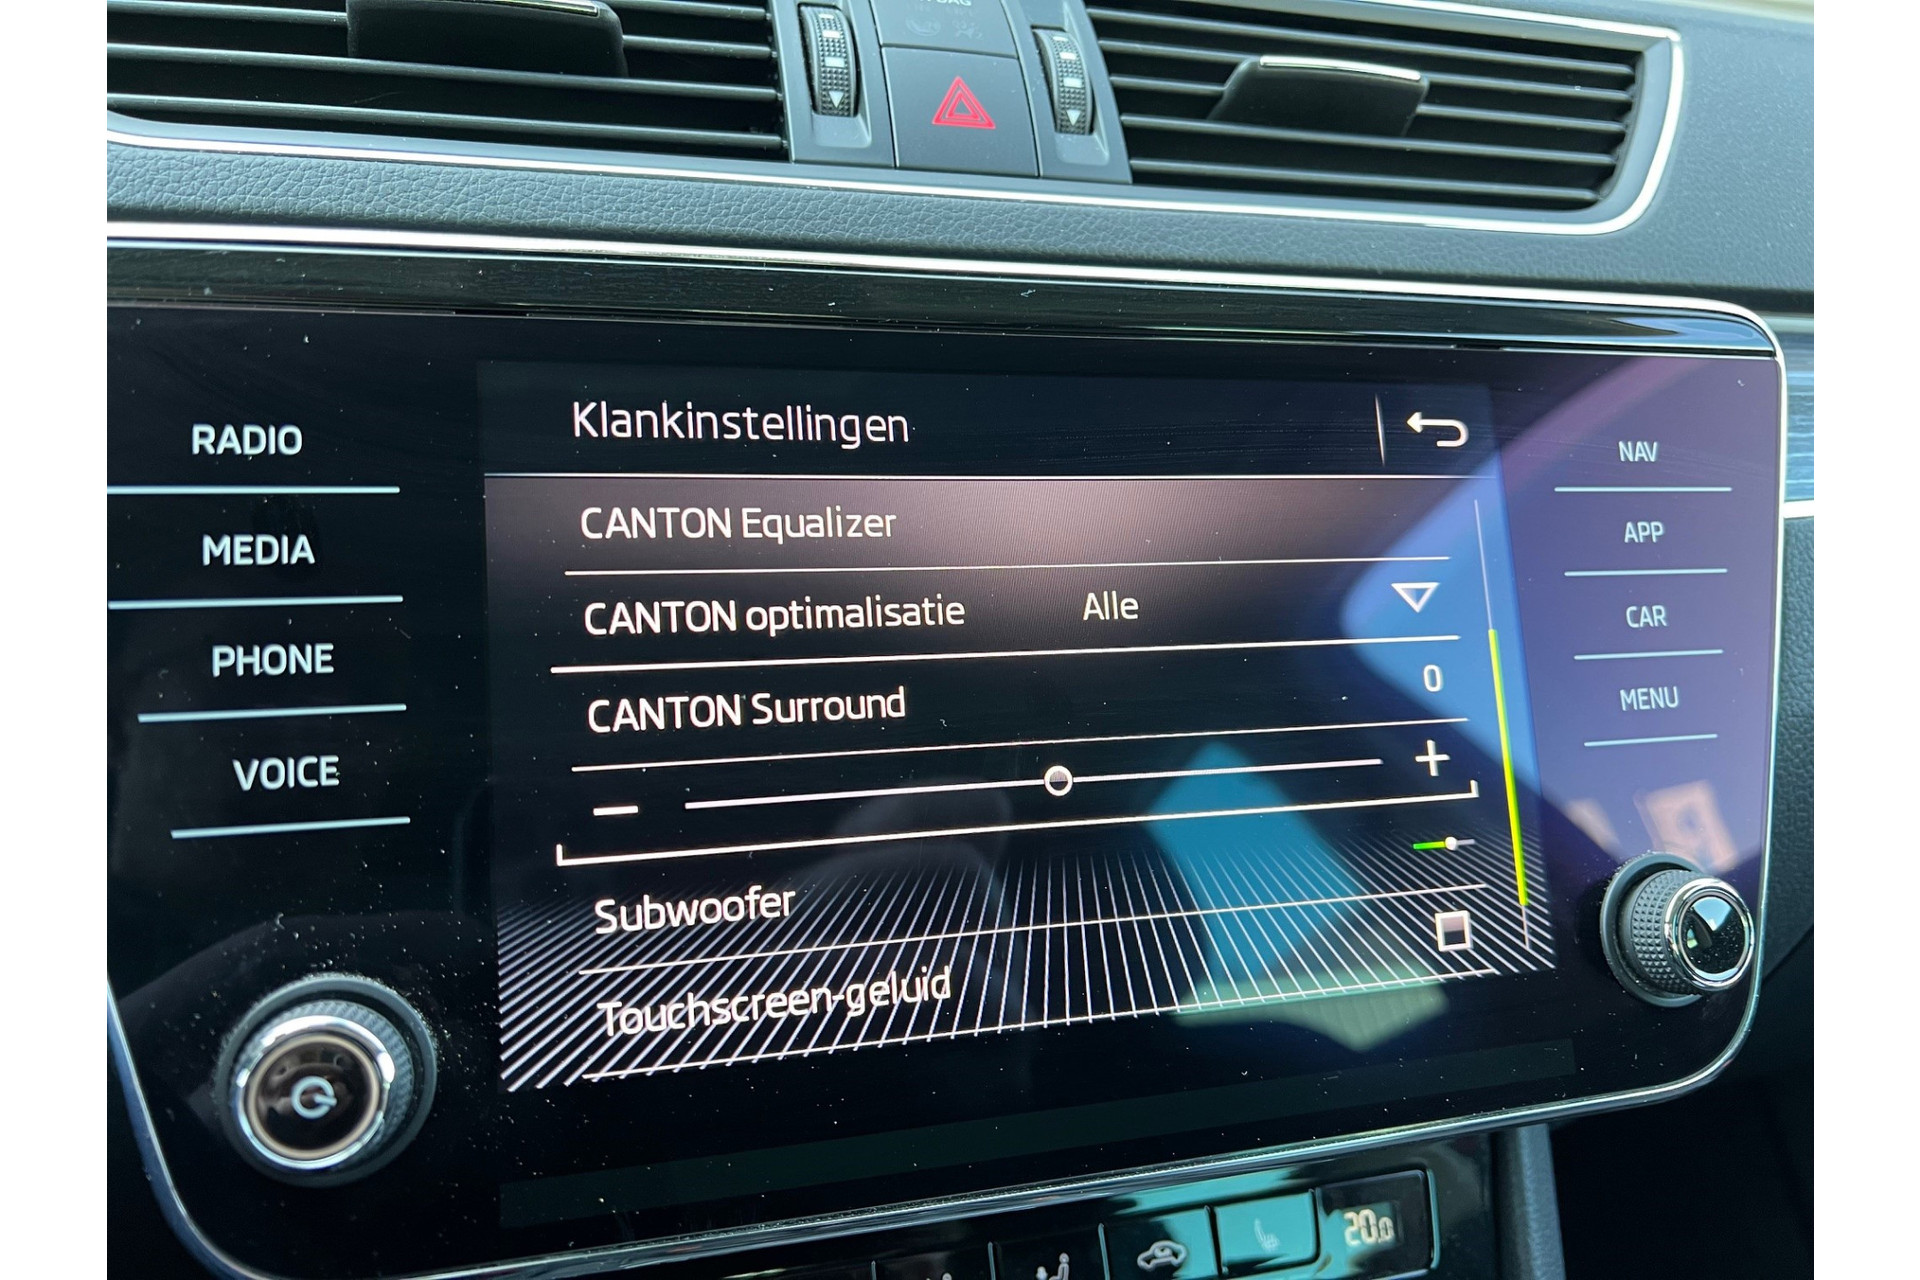 RADIO
MEDIA
PHONE
VOICE
Klankinstellingen
CANTON Equalizer
CANTON optimalisatie Alle
CANTON Surround 0
- +
Subwoofer
Touchscreen-geluid
NAV
APP
CAR
MENU
20.0